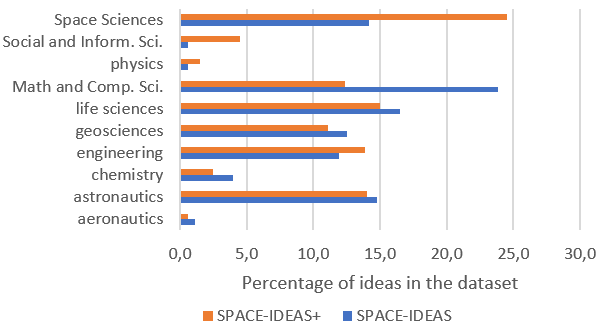 Space Sciences
Social and Inform. Sci.
physics
Math and Comp. Sci.
life sciences
geosciences
engineering
chemistry
astronautics
aeronautics
0,0 5,0 10,0 15,0 20,0 25,0 30,0
Percentage of ideas in the dataset
SPACE-IDEAS+ SPACE-IDEAS